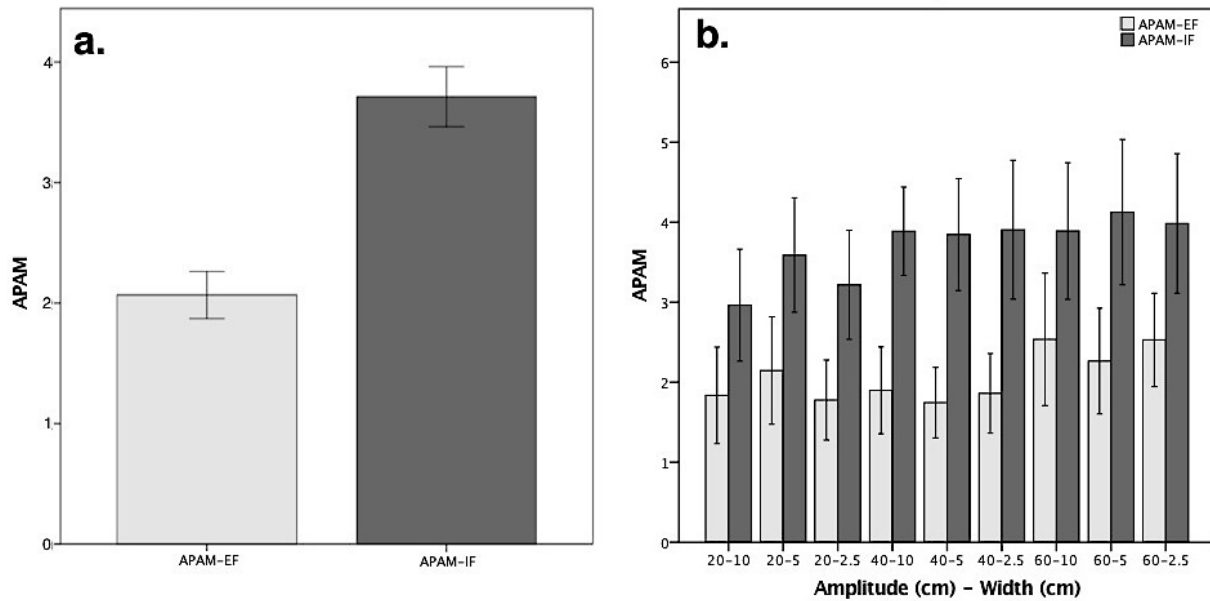 a.
APAM
4
3
2
1
0
APAM-EF
APAM-IF
b.
APAM-EF
APAM-IF
APAM
6
5
4
3
2
1
0
20-10
20-5
20-2.5
40-10
40-5
40-2.5
60-10
60-5
60-2.5
Amplitude (cm) - Width (cm)